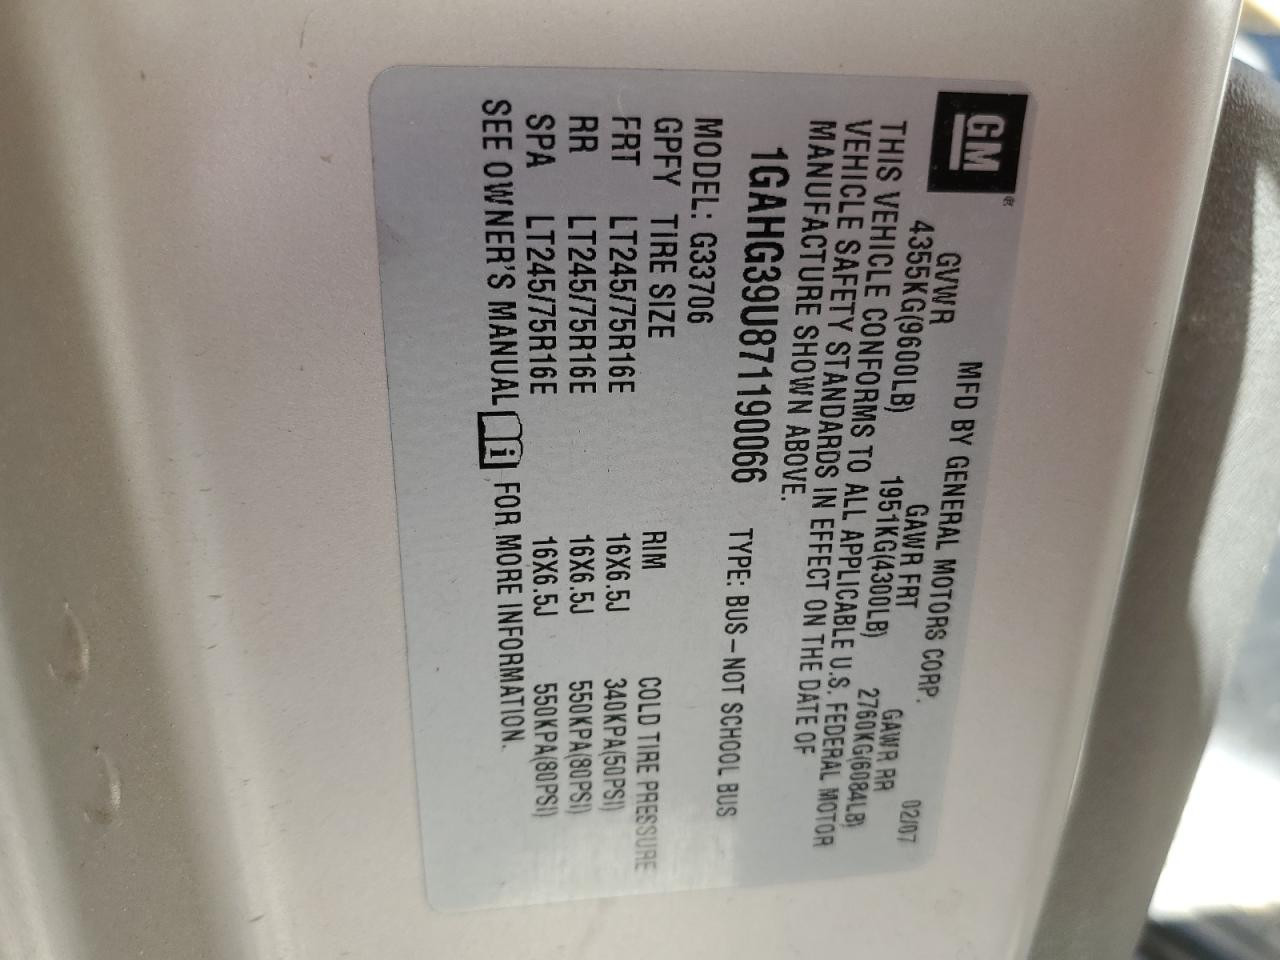 GM
MFD BY GENERAL MOTORS CORP. 02/07
GVWR GAWR FRT GAWR RR
4355KG(9600LB) 1951KG(4300LB) 2760KG(6084LB)
THIS VEHICLE CONFORMS TO ALL APPLICABLE U.S. FEDERAL MOTOR
VEHICLE SAFETY STANDARDS IN EFFECT ON THE DATE OF
MANUFACTURE SHOWN ABOVE.
1GAHG39U871190066 TYPE: BUS-NOT SCHOOL BUS
MODEL: G33706
GPFY TIRE SIZE RIM COLD TIRE PRESSURE
FRT LT245/75R16E 16X6.5J 340KPA(50PSI)
RR LT245/75R16E 16X6.5J 550KPA(80PSI)
SPA LT245/75R16E 16X6.5J 550KPA(80PSI)
SEE OWNER'S MANUAL i FOR MORE INFORMATION.